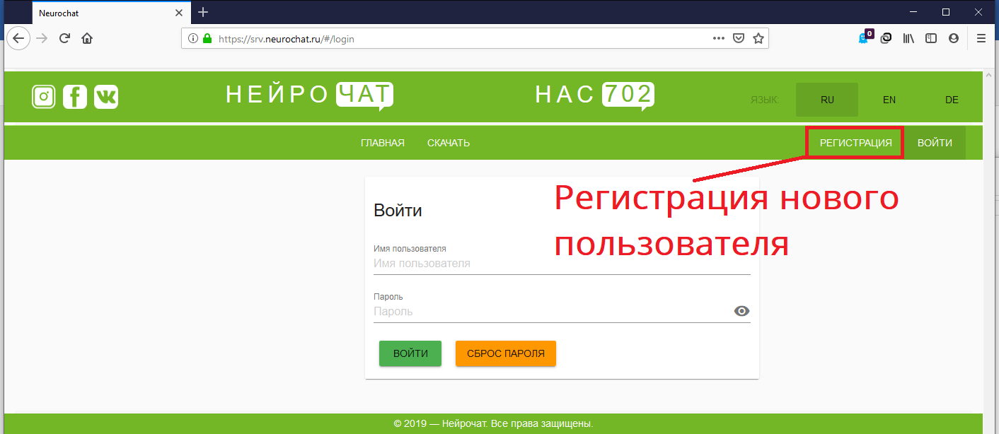 Neurochat
0
https://srv.neurochat.ru/#/login
НЕЙРО ЧАТ
НАС 702
ЯЗЫК:
RU
EN
DE
ГЛАВНАЯ
СКАЧАТЬ
РЕГИСТРАЦИЯ
ВОЙТИ
Регистрация нового
пользователя
Войти
Имя пользователя
Имя пользователя
Пароль
Пароль
ВОЙТИ
СБРОС ПАРОЛЯ
© 2019 — Нейрочат. Все права защищены.